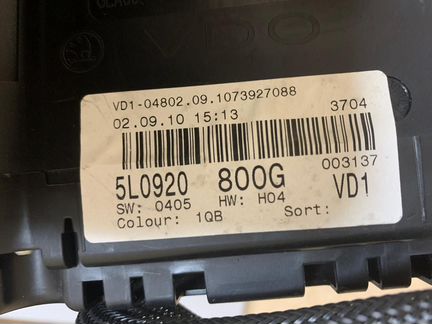 VDO
VD1-04802.09.1073927088
02.09.10 15:13 3704
003137
5L0920 800G VD1
SW: 0405 HW: H04
Colour: 1QB Sort: